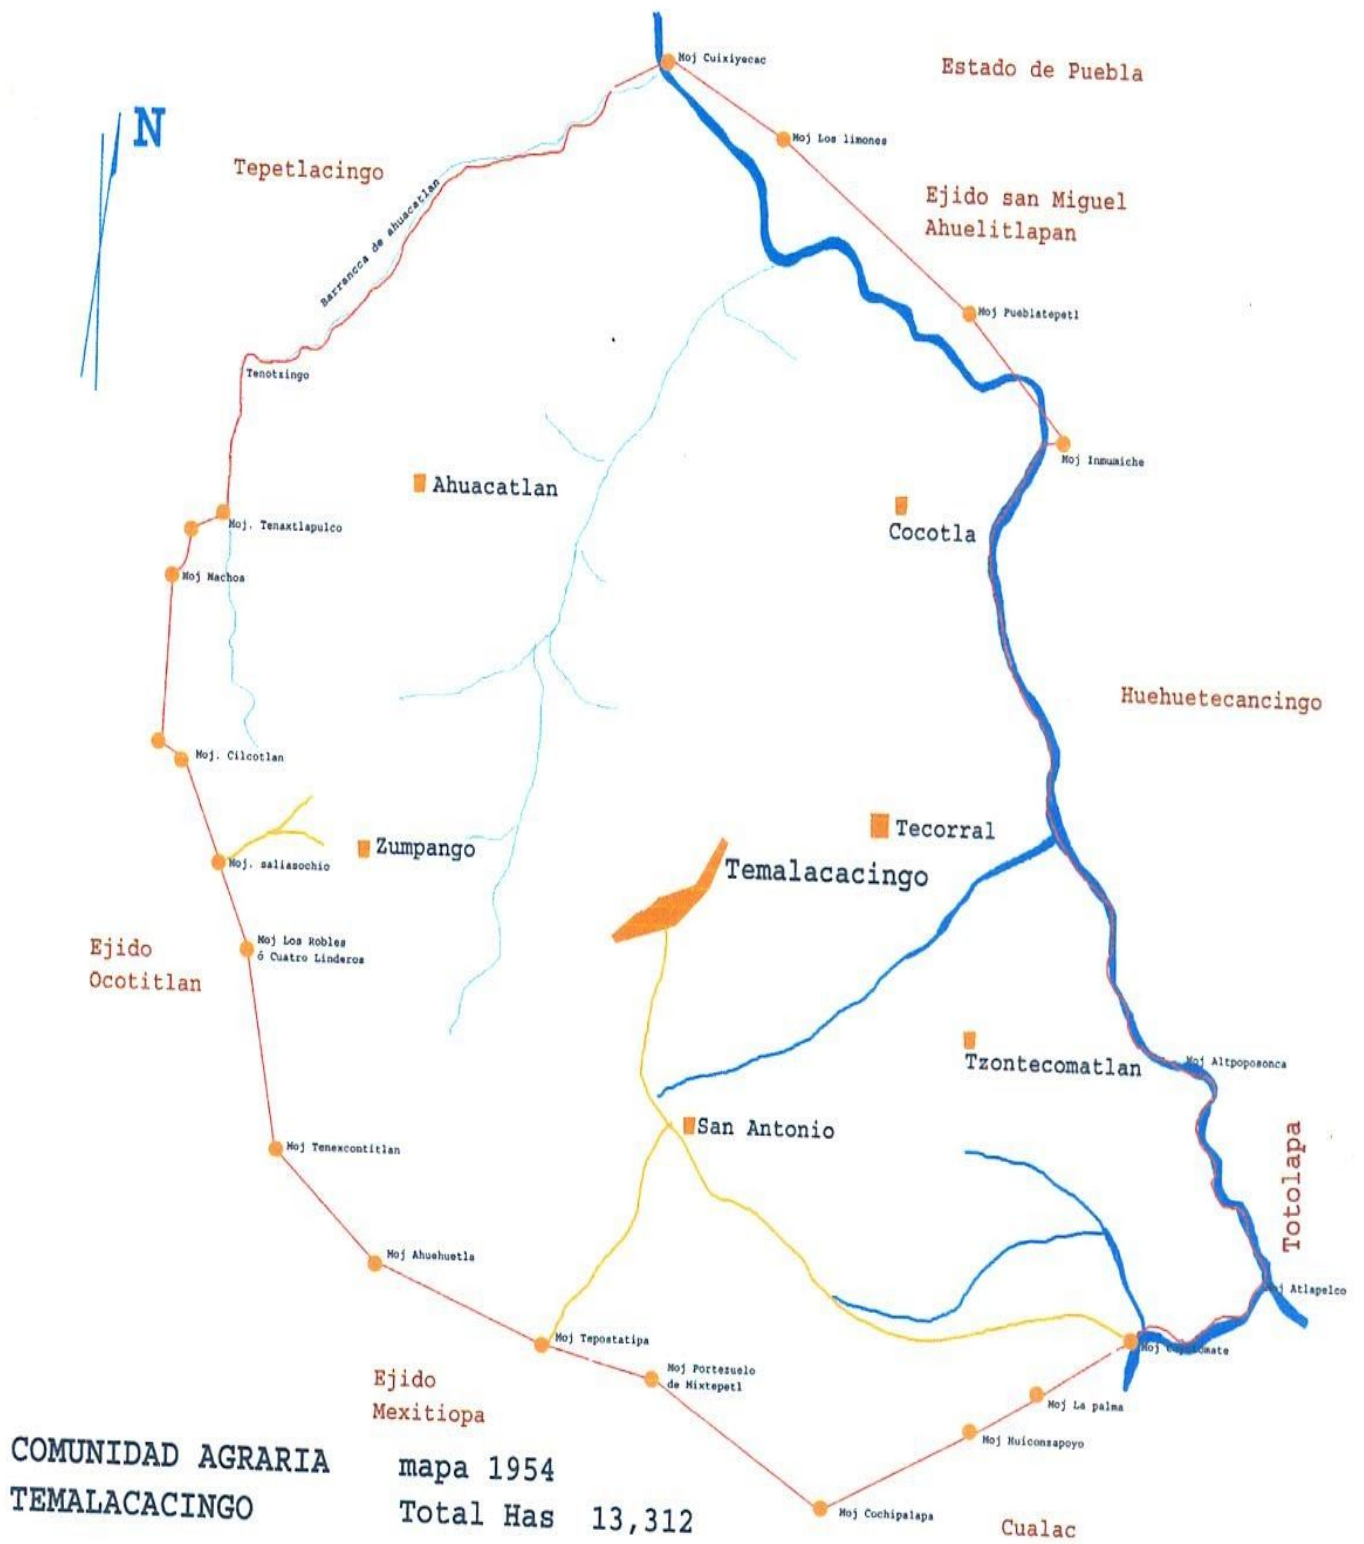 Moj Cuixiyecac
Estado de Puebla
N
Moj Los limones
Tepetlacingo
Ejido san Miguel
Ahuelitlapan
Barrancca de ahuacatlan
Moj Pueblatepetl
Tenotzingo
Moj Inmumiche
Ahuacatlan
Moj. Tenaxtlapulco
Cocotla
Moj Machoa
Huehuetecancingo
Moj. Cilcotlan
Tecorral
Zumpango
Moj. saliasochio
Temalacacingo
Ejido
Ocotitlan
Moj Los Robles
ó Cuatro Linderos
Moj Altpoposonca
Tzontecomatlan
San Antonio
Moj Tenexcontitlan
Totolapa
Moj Ahuehuetla
Moj Atlapelco
Moj Tepostatipa
Moj
Moj Portezuelo
de Mixtepetl
Ejido
Mexitiopa
Moj La palma
Moj Huiconzapoyo
COMUNIDAD AGRARIA
TEMALACACINGO
mapa 1954
Total Has 13,312
Moj Cochipalapa
Cualac